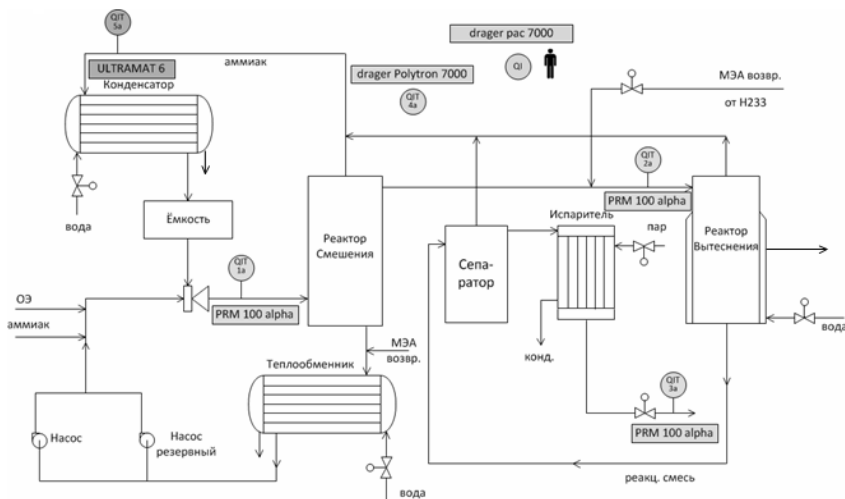 QIT
5a
аммиак
ULTRAMAT 6
Конденсатор
drager pac 7000
QI
drager Polytron 7000
QIT
4a
МЭА возвр.
от Н233
вода
Ёмкость
QIT
1a
PRM 100 alpha
Реактор
Смешения
QIT
2a
PRM 100 alpha
Испаритель
пар
Сепа-
ратор
Реактор
Вытеснения
ОЭ
аммиак
МЭА
возвр.
вода
Теплообменник
конд.
QIT
3a
PRM 100 alpha
Насос
Насос
резервный
вода
реакц. смесь